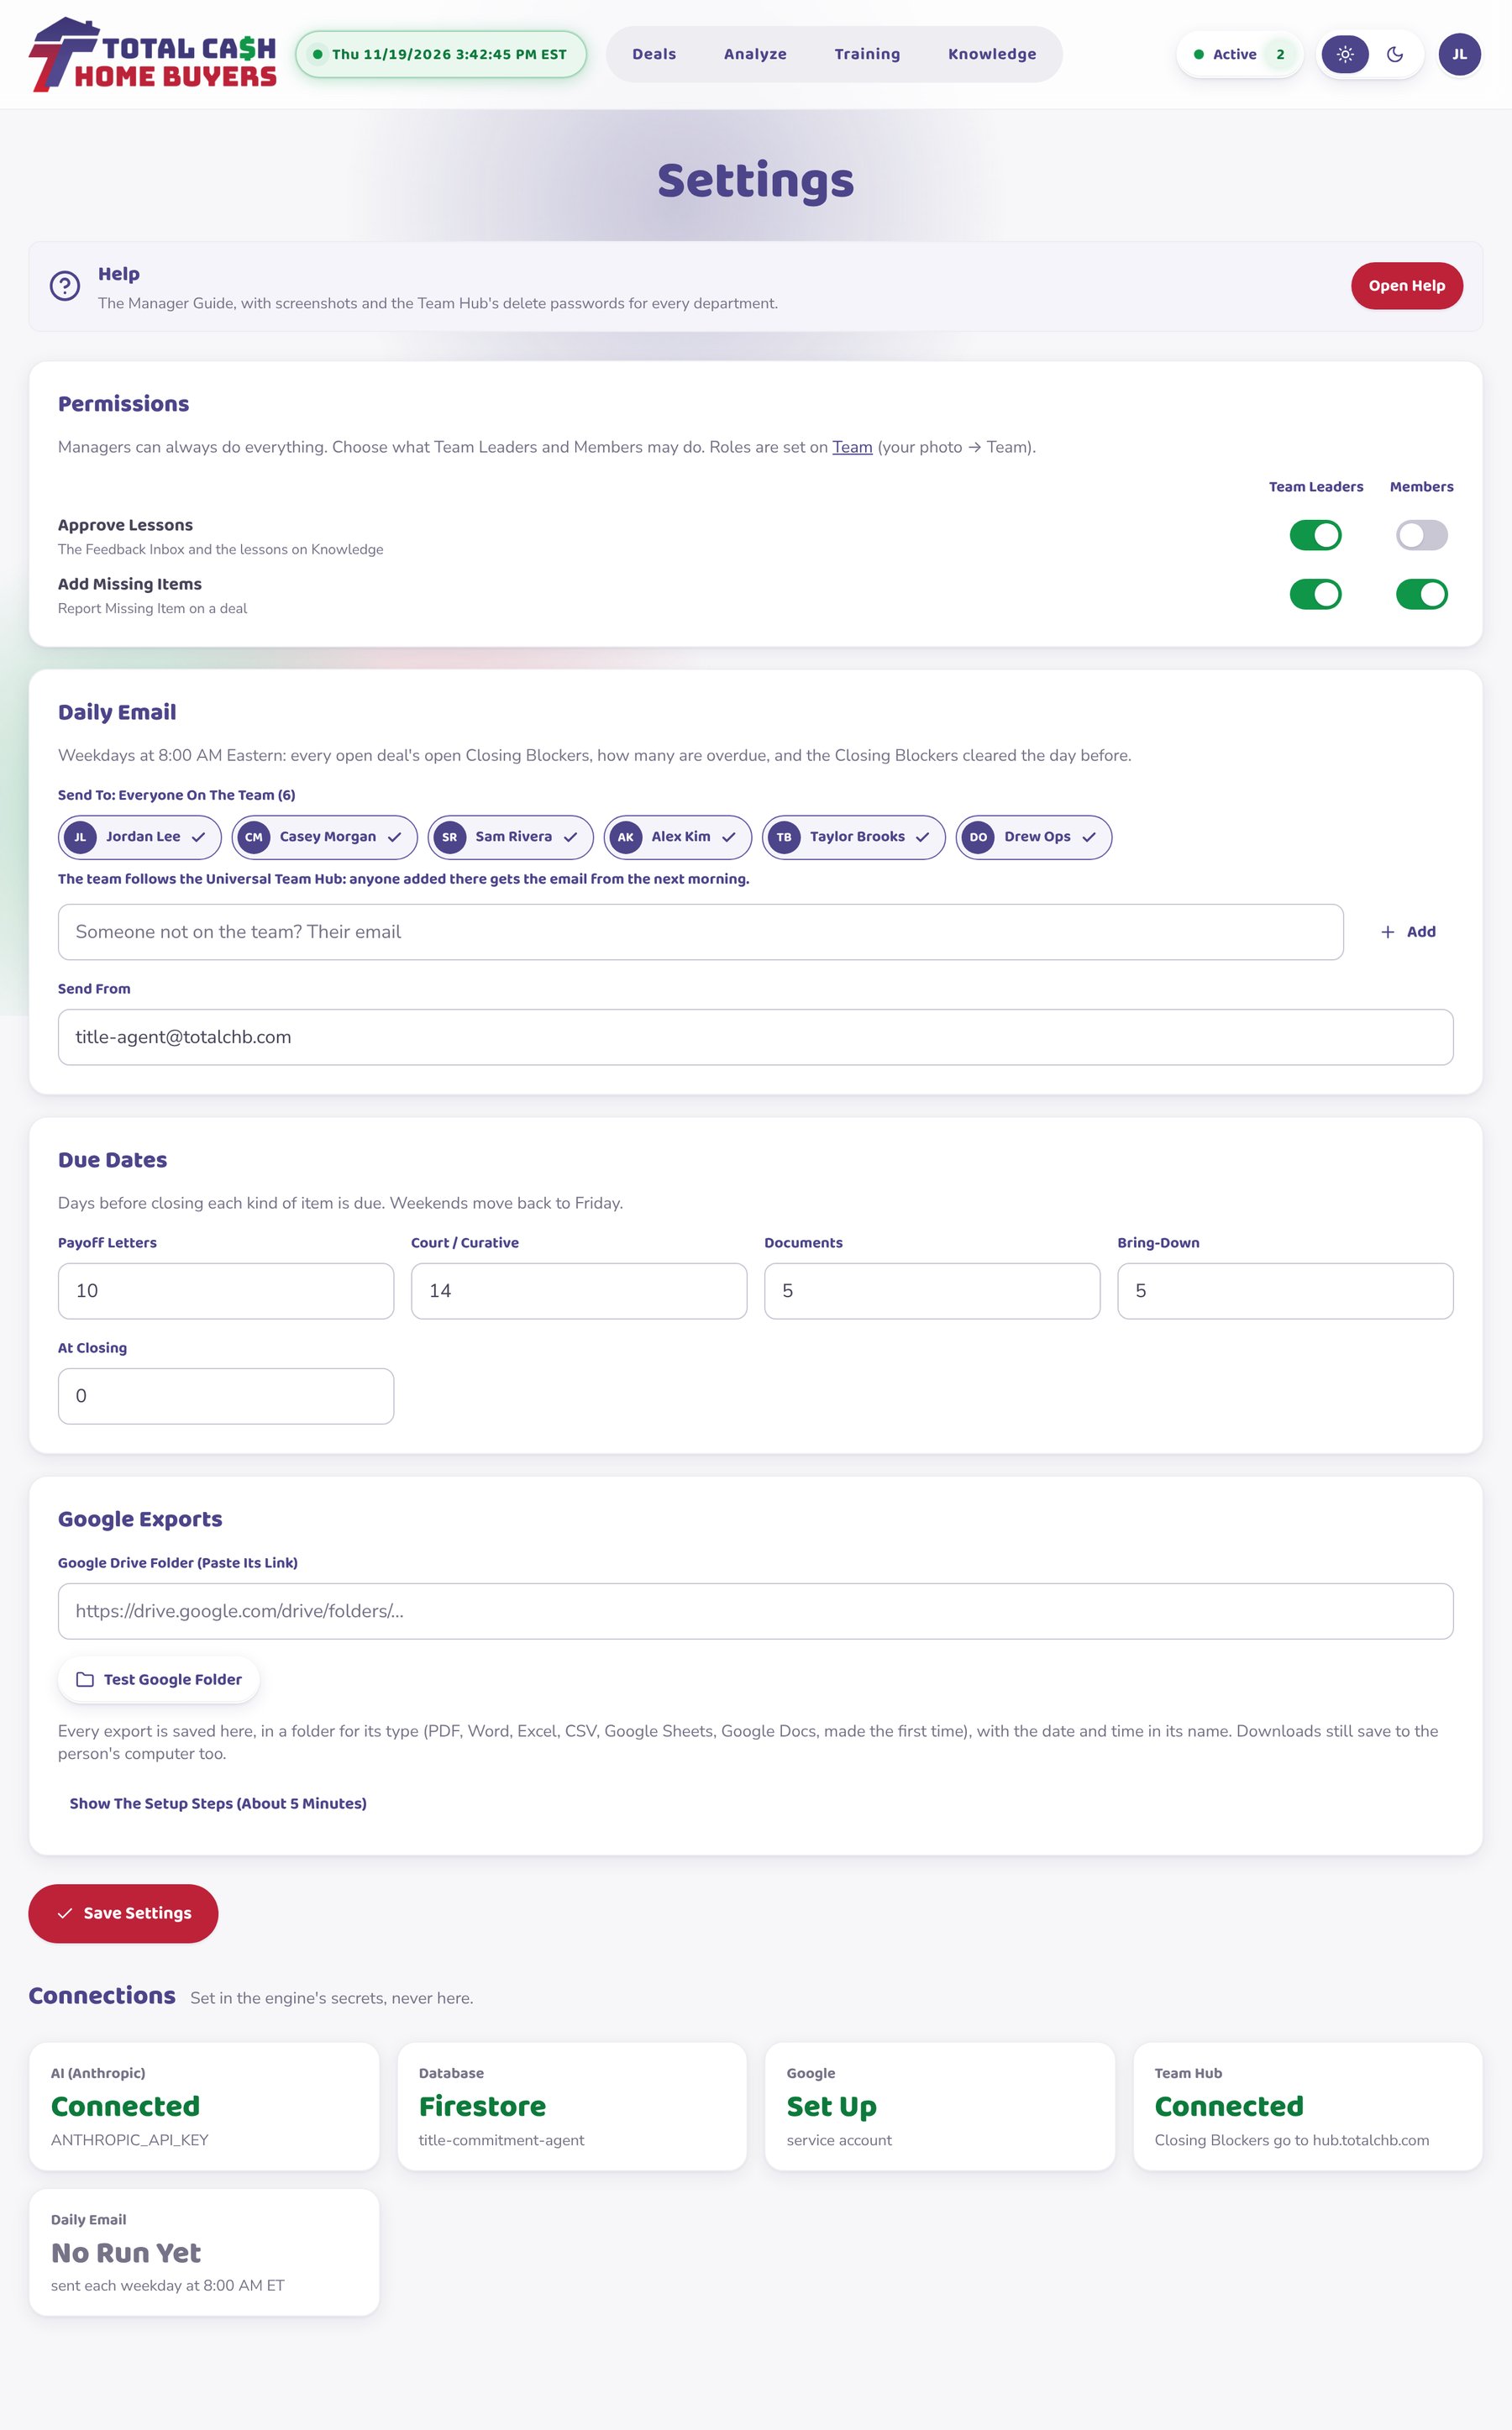 TOTAL CA$H
HOME BUYERS
Thu 11/19/2026 3:42:45 PM EST
Deals Analyze Training Knowledge
Active 2
JL
Settings
Help
The Manager Guide, with screenshots and the Team Hub's delete passwords for every department.
Open Help
Permissions
Managers can always do everything. Choose what Team Leaders and Members may do. Roles are set on Team (your photo → Team).
Team Leaders Members
Approve Lessons
The Feedback Inbox and the lessons on Knowledge
Add Missing Items
Report Missing Item on a deal
Daily Email
Weekdays at 8:00 AM Eastern: every open deal's open Closing Blockers, how many are overdue, and the Closing Blockers cleared the day before.
Send To: Everyone On The Team (6)
JL Jordan Lee CM Casey Morgan SR Sam Rivera AK Alex Kim TB Taylor Brooks DO Drew Ops
The team follows the Universal Team Hub: anyone added there gets the email from the next morning.
Someone not on the team? Their email
+ Add
Send From
title-agent@totalchb.com
Due Dates
Days before closing each kind of item is due. Weekends move back to Friday.
Payoff Letters Court / Curative Documents Bring-Down
10 14 5 5
At Closing
0
Google Exports
Google Drive Folder (Paste Its Link)
https://drive.google.com/drive/folders/...
Test Google Folder
Every export is saved here, in a folder for its type (PDF, Word, Excel, CSV, Google Sheets, Google Docs, made the first time), with the date and time in its name. Downloads still save to the
person's computer too.
Show The Setup Steps (About 5 Minutes)
Save Settings
Connections Set in the engine's secrets, never here.
AI (Anthropic)
Connected
ANTHROPIC_API_KEY
Database
Firestore
title-commitment-agent
Google
Set Up
service account
Team Hub
Connected
Closing Blockers go to hub.totalchb.com
Daily Email
No Run Yet
sent each weekday at 8:00 AM ET